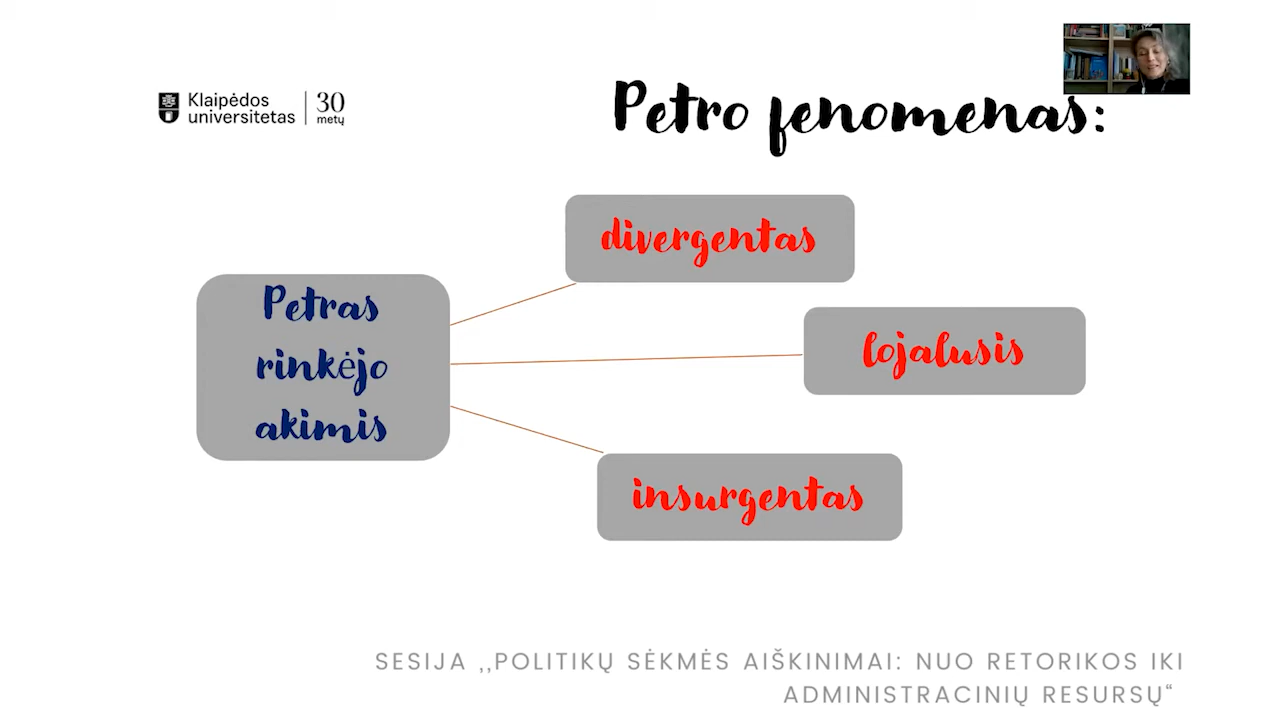 Klaipėdos
universitetas
30
metų
Petro fenomenas:
divergentas
Petras
rinkėjo
akimis
lojalusis
insurgentas
SESIJA ,,POLITIKŲ SĖKMĖS AIŠKINIMAI: NUO RETORIKOS IKI
ADMINISTRACINIŲ RESURSŲ“